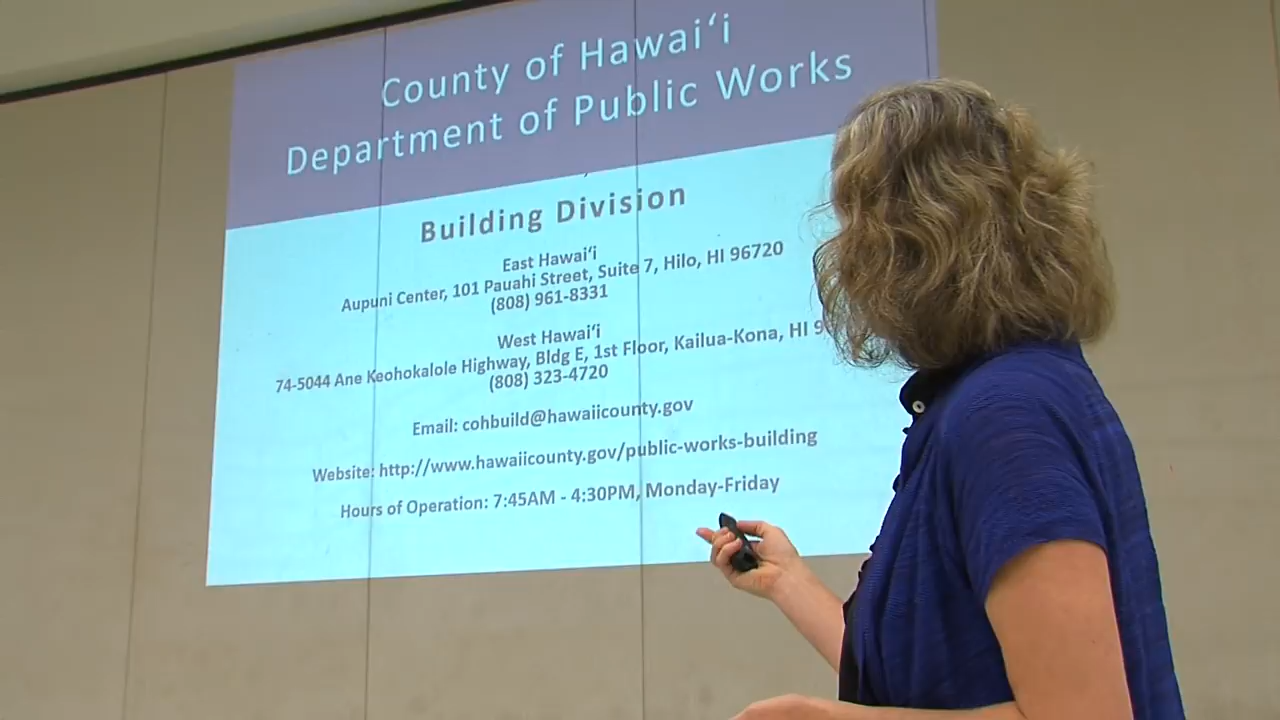 County of Hawaiʻi
Department of Public Works
Building Division
East Hawaiʻi
Aupuni Center, 101 Pauahi Street, Suite 7, Hilo, HI 96720
(808) 961-8331
West Hawaiʻi
74-5044 Ane Keohokalole Highway, Bldg E, 1st Floor, Kailua-Kona, HI
(808) 323-4720
Email: cohbuild@hawaiicounty.gov
Website: http://www.hawaiicounty.gov/public-works-building
Hours of Operation: 7:45AM - 4:30PM, Monday-Friday